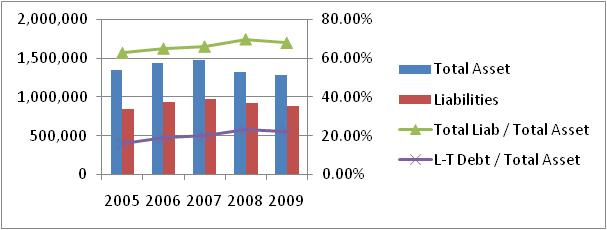 2,000,000
1,500,000
1,000,000
500,000
0
80.00%
60.00%
40.00%
20.00%
0.00%
2005 2006 2007 2008 2009
Total Asset
Liabilities
Total Liab / Total Asset
L-T Debt / Total Asset